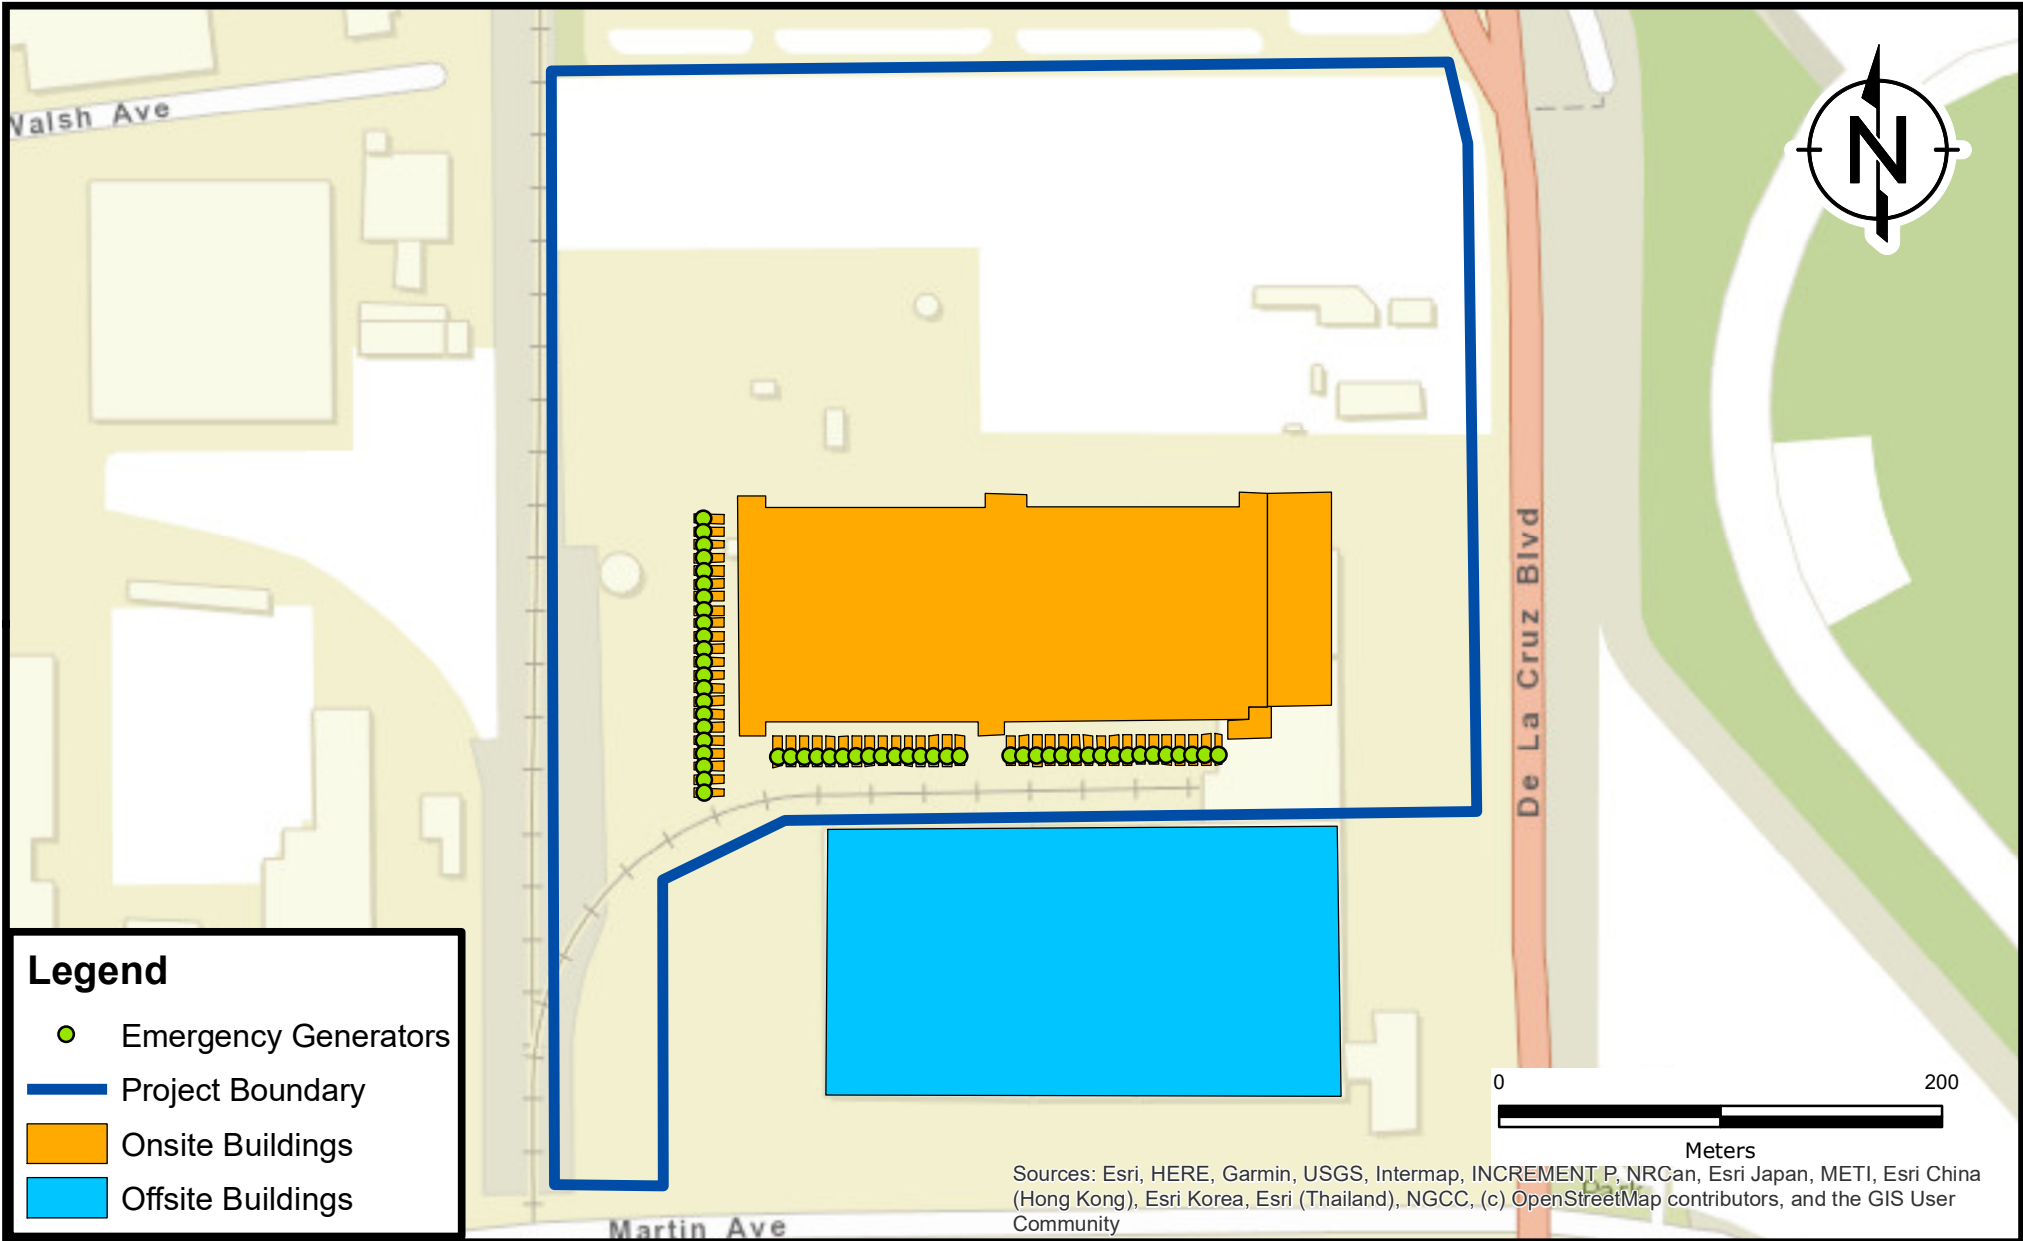 Walsh Ave
N
De La Cruz Blvd
Legend
Emergency Generators
Project Boundary
Onsite Buildings
Offsite Buildings
0 200
Meters
Park
Sources: Esri, HERE, Garmin, USGS, Intermap, INCREMENT P, NRCan, Esri Japan, METI, Esri China
(Hong Kong), Esri Korea, Esri (Thailand), NGCC, (c) OpenStreetMap contributors, and the GIS User
Community
Martin Ave